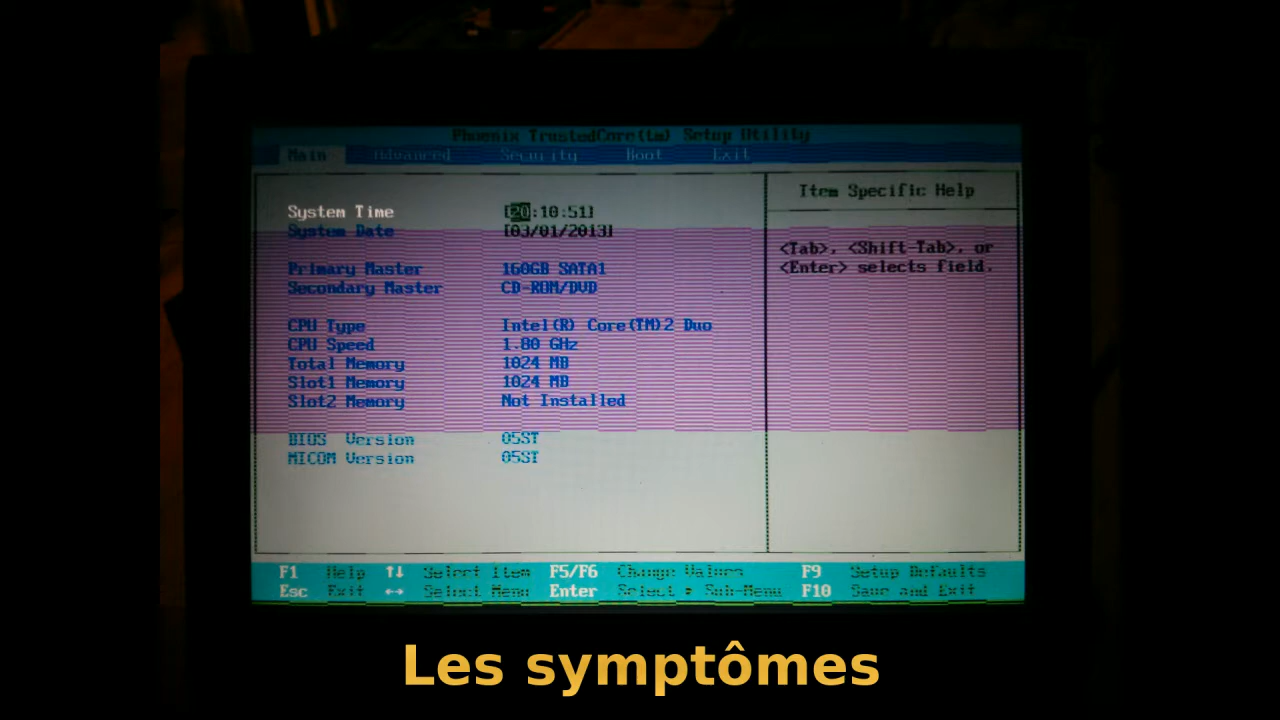 Phoenix TrustedCore(tm) Setup Utility
Main Advanced Security Boot Exit
Item Specific Help
System Time [20:10:51]
System Date [03/01/2013]
<Tab>, <Shift-Tab>, or
<Enter> selects field.
Primary Master 160GB SATA1
Secondary Master CD-ROM/DVD
CPU Type Intel(R) Core(TM)2 Duo
CPU Speed 1.80 GHz
Total Memory 1024 MB
Slot1 Memory 1024 MB
Slot2 Memory Not Installed
BIOS Version 05ST
MICOM Version 05ST
F1 Help ↑↓ Select Item F5/F6 Change Values F9 Setup Defaults
Esc Exit ↔ Select Menu Enter Select ▸ Sub-Menu F10 Save and Exit
Les symptômes